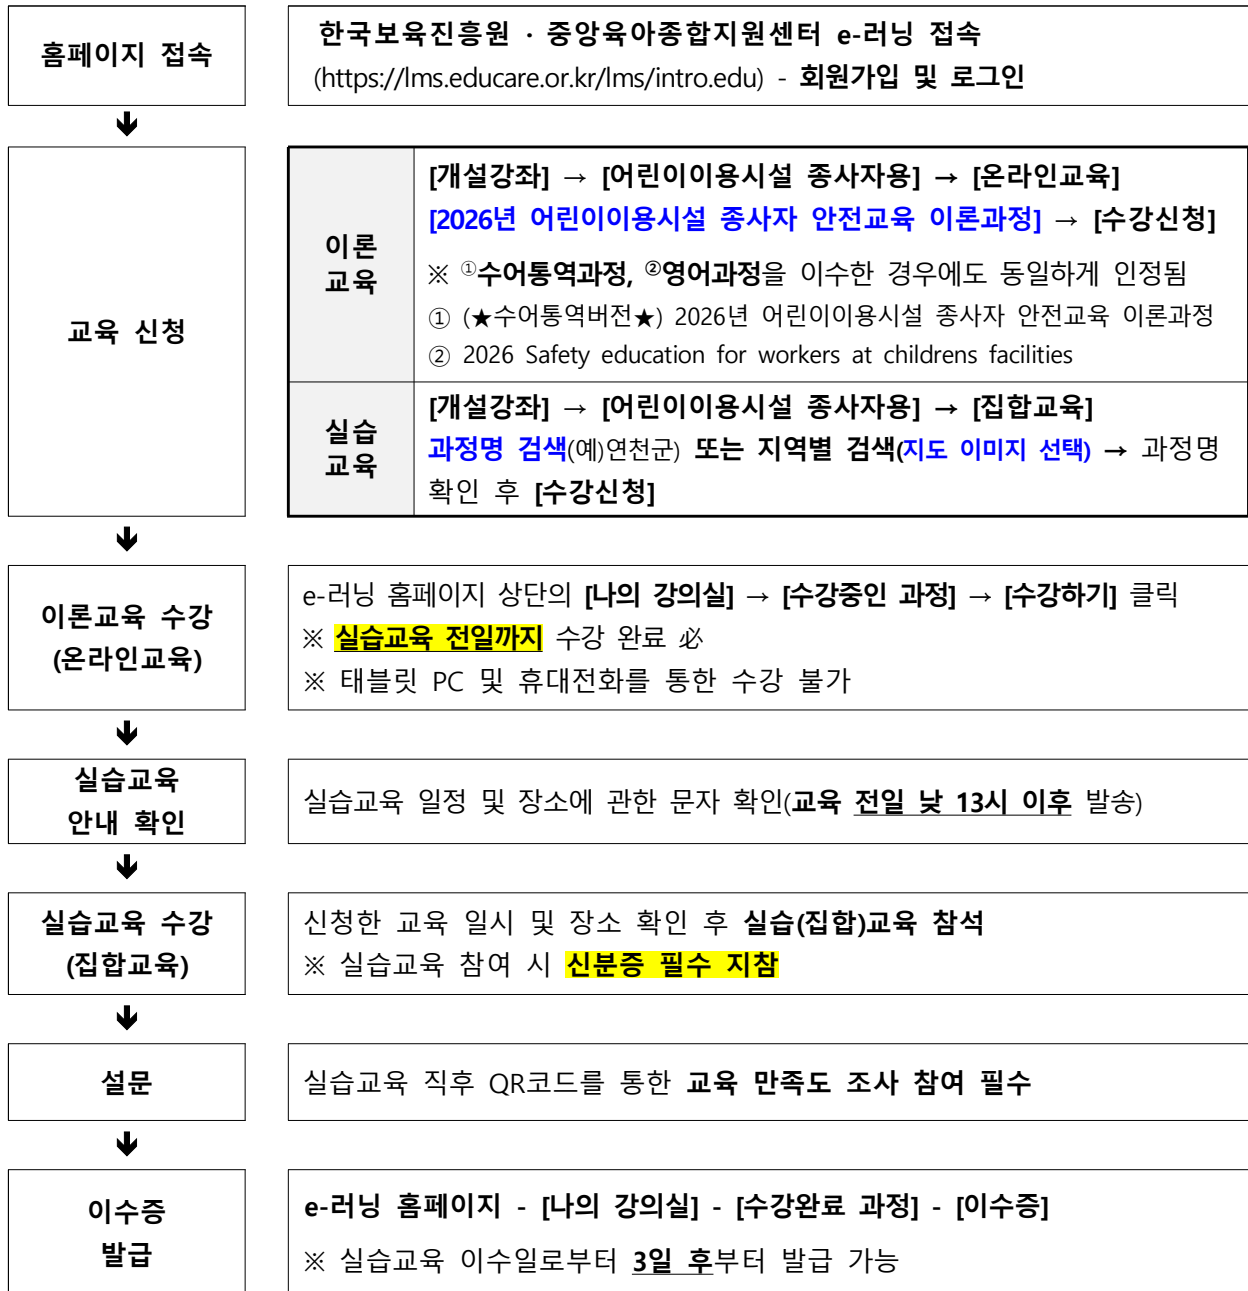 홈페이지 접속
한국보육진흥원 · 중앙육아종합지원센터 e-러닝 접속
(https://lms.educare.or.kr/lms/intro.edu) - 회원가입 및 로그인
교육 신청
이론
교육
[개설강좌] → [어린이이용시설 종사자용] → [온라인교육]
[2026년 어린이이용시설 종사자 안전교육 이론과정] → [수강신청]
※ ①수어통역과정, ②영어과정을 이수한 경우에도 동일하게 인정됨
① (★수어통역버전★) 2026년 어린이이용시설 종사자 안전교육 이론과정
② 2026 Safety education for workers at childrens facilities
실습
교육
[개설강좌] → [어린이이용시설 종사자용] → [집합교육]
과정명 검색(예)연천군) 또는 지역별 검색(지도 이미지 선택) → 과정명
확인 후 [수강신청]
이론교육 수강
(온라인교육)
e-러닝 홈페이지 상단의 [나의 강의실] → [수강중인 과정] → [수강하기] 클릭
※ 실습교육 전일까지 수강 완료 必
※ 태블릿 PC 및 휴대전화를 통한 수강 불가
실습교육
안내 확인
실습교육 일정 및 장소에 관한 문자 확인(교육 전일 낮 13시 이후 발송)
실습교육 수강
(집합교육)
신청한 교육 일시 및 장소 확인 후 실습(집합)교육 참석
※ 실습교육 참여 시 신분증 필수 지참
설문
실습교육 직후 QR코드를 통한 교육 만족도 조사 참여 필수
이수증
발급
e-러닝 홈페이지 - [나의 강의실] - [수강완료 과정] - [이수증]
※ 실습교육 이수일로부터 3일 후부터 발급 가능